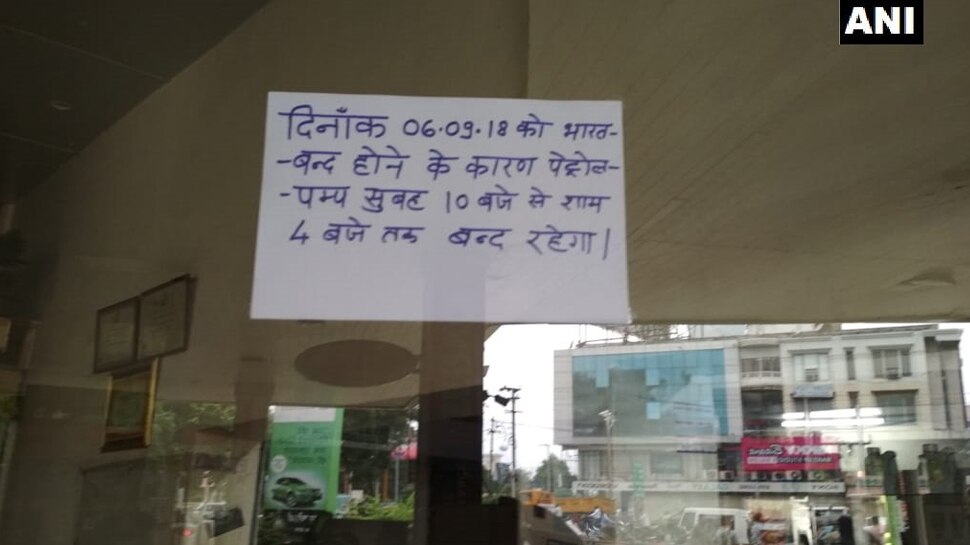 ANI
दिनाँक 06.09.18 को भारत-
-बन्द होने के कारण पेट्रोल-
-पम्प सुबह 10 बजे से शाम
4 बजे तक बन्द रहेगा।